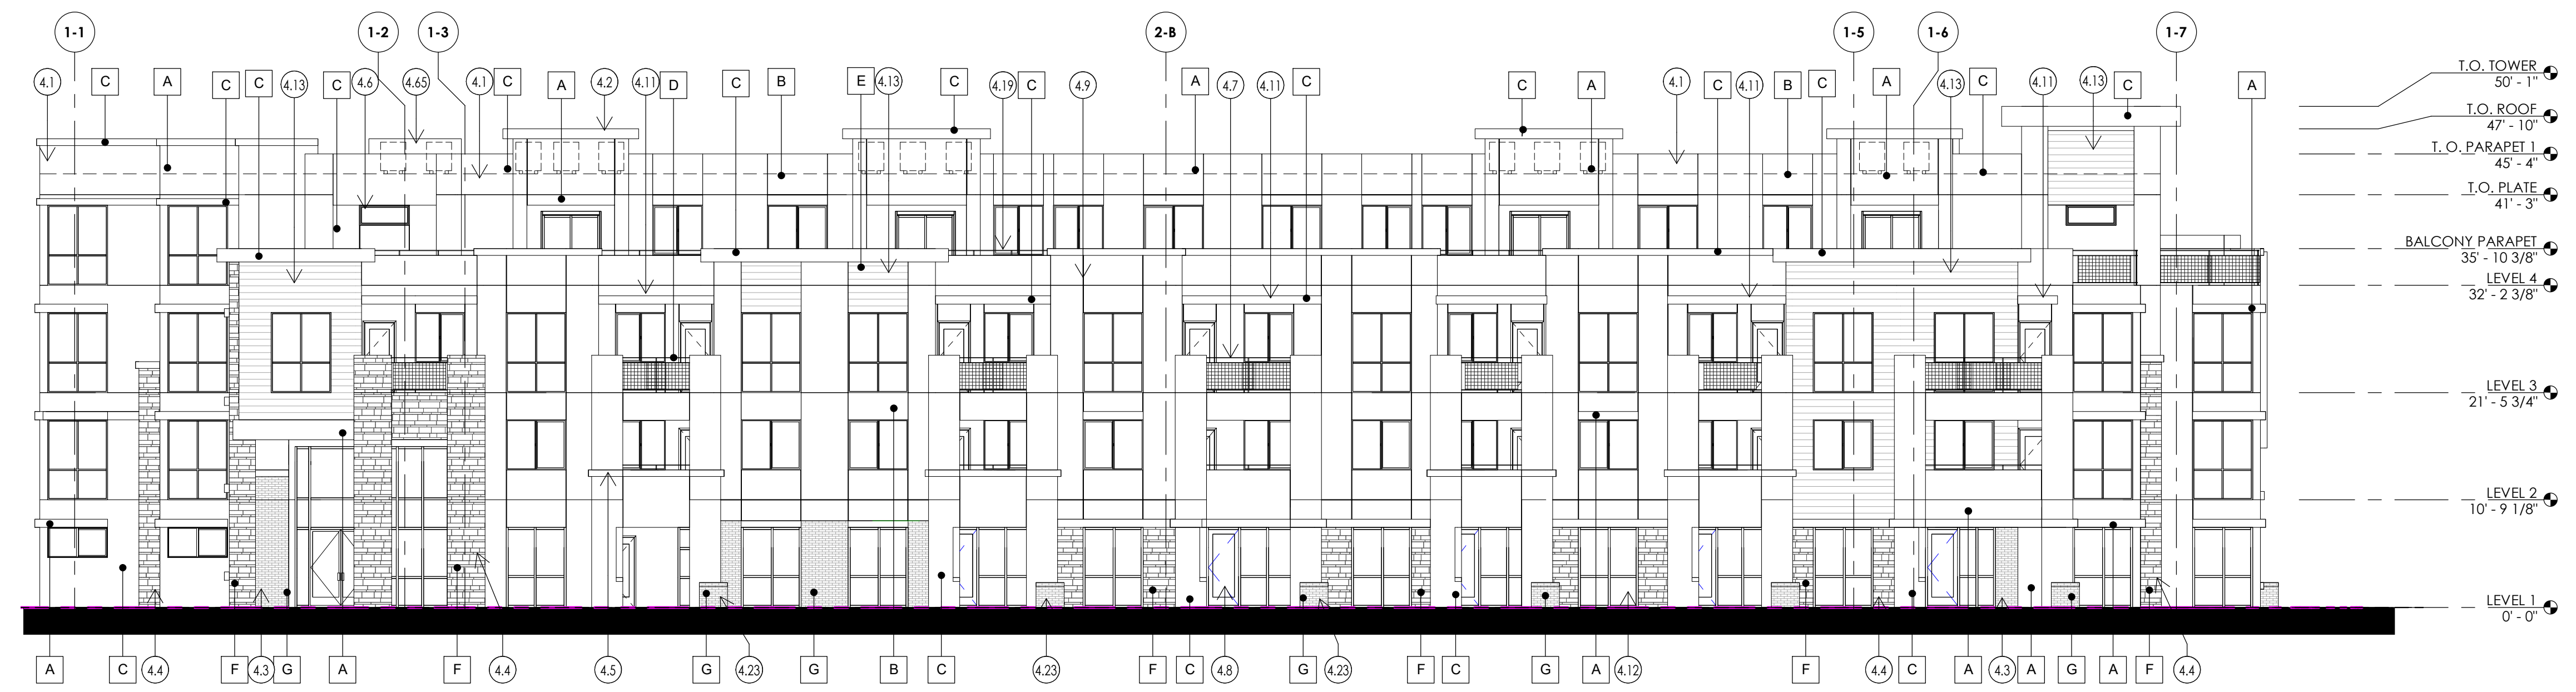 1-1
1-2
1-3
2-B
1-5
1-6
1-7
4.1
C
A
C
C
4.13
C
4.6
4.65
4.1
C
A
4.2
4.11
D
C
B
E
4.13
C
4.19
C
4.9
A
4.7
4.11
C
C
A
4.1
C
4.11
B
C
A
4.13
C
4.11
4.13
C
A
T.O. TOWER
50' - 1"
T.O. ROOF
47' - 10"
T. O. PARAPET 1
45' - 4"
T.O. PLATE
41' - 3"
BALCONY PARAPET
35' - 10 3/8"
LEVEL 4
32' - 2 3/8"
LEVEL 3
21' - 5 3/4"
LEVEL 2
10' - 9 1/8"
LEVEL 1
0' - 0"
A
C
4.4
F
4.3
G
A
F
4.4
4.5
G
4.23
G
B
C
4.23
F
C
4.8
G
4.23
F
C
G
A
4.12
F
4.4
C
A
4.3
A
G
A
F
4.4